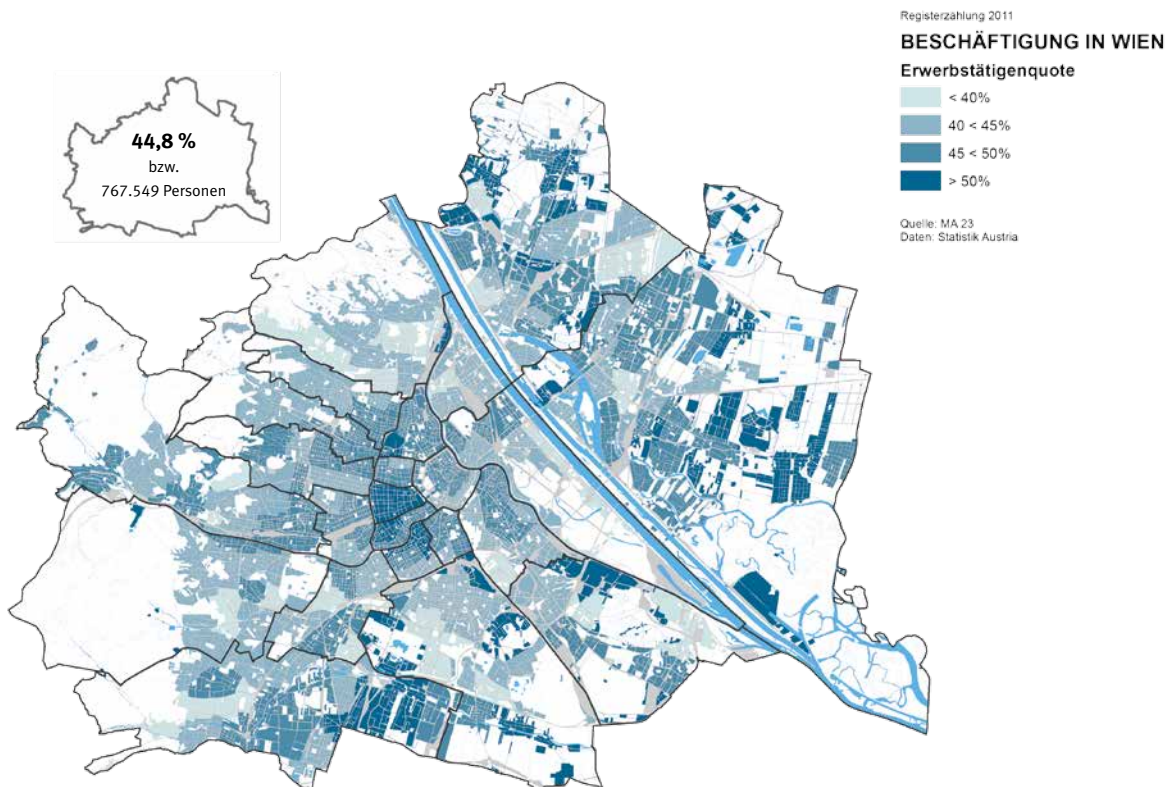 Registerzählung 2011
BESCHÄFTIGUNG IN WIEN
Erwerbstätigenquote
< 40%
40 < 45%
45 < 50%
> 50%
Quelle: MA 23
Daten: Statistik Austria
44,8 %
bzw.
767.549 Personen